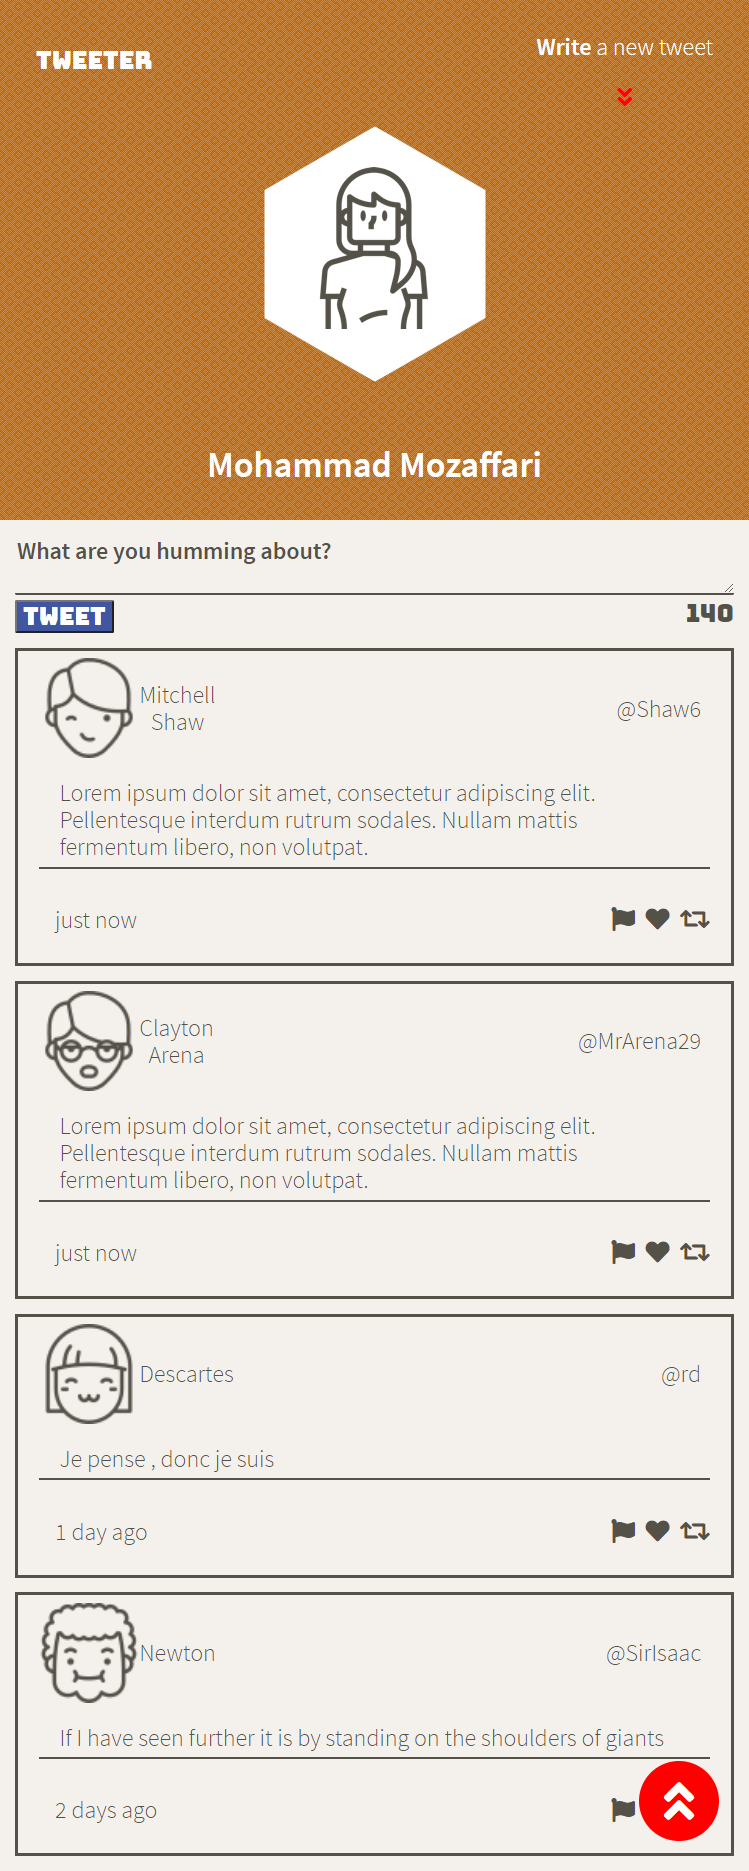 TWEETER
Write a new tweet
Mohammad Mozaffari
What are you humming about?
TWEET
140
Mitchell
Shaw
@Shaw6
Lorem ipsum dolor sit amet, consectetur adipiscing elit.
Pellentesque interdum rutrum sodales. Nullam mattis
fermentum libero, non volutpat.
just now
Clayton
Arena
@MrArena29
Lorem ipsum dolor sit amet, consectetur adipiscing elit.
Pellentesque interdum rutrum sodales. Nullam mattis
fermentum libero, non volutpat.
just now
Descartes
@rd
Je pense , donc je suis
1 day ago
Newton
@SirIsaac
If I have seen further it is by standing on the shoulders of giants
2 days ago